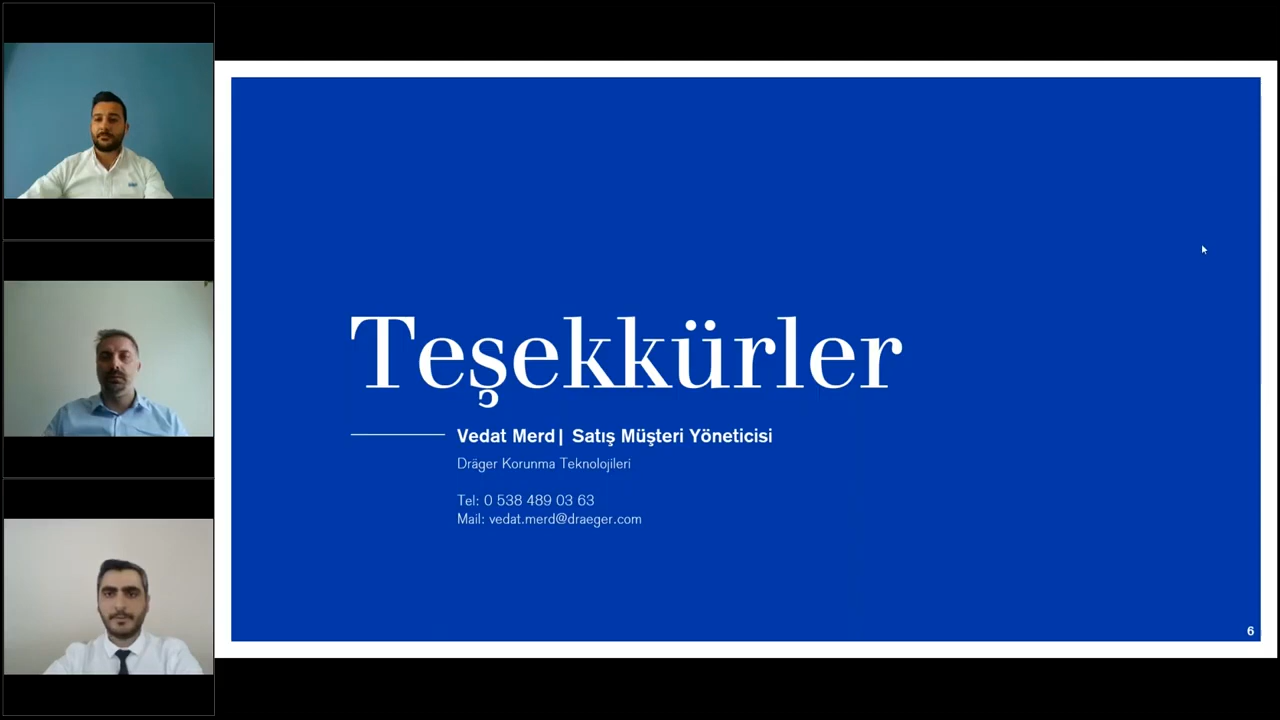 Teşekkürler
Vedat Merd| Satış Müşteri Yöneticisi
Dräger Korunma Teknolojileri
Tel: 0 538 489 03 63
Mail: vedat.merd@draeger.com
6